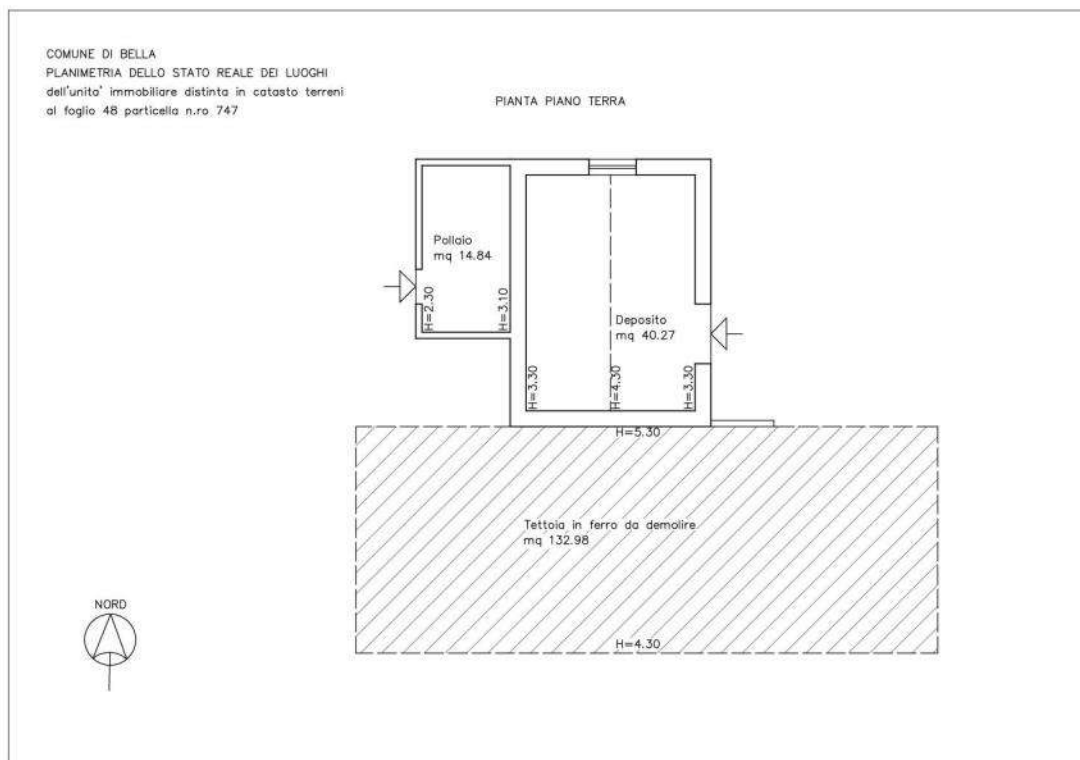 COMUNE DI BELLA
PLANIMETRIA DELLO STATO REALE DEI LUOGHI
dell'unita' immobiliare distinta in catasto terreni
al foglio 48 particella n.ro 747
PIANTA PIANO TERRA
Pollaio
mq 14.84
H=2.30
H=3.10
Deposito
mq 40.27
H=3.30
H=4.30
H=3.30
H=5.30
Tettoia in ferro da demolire
mq 132.98
H=4.30
NORD